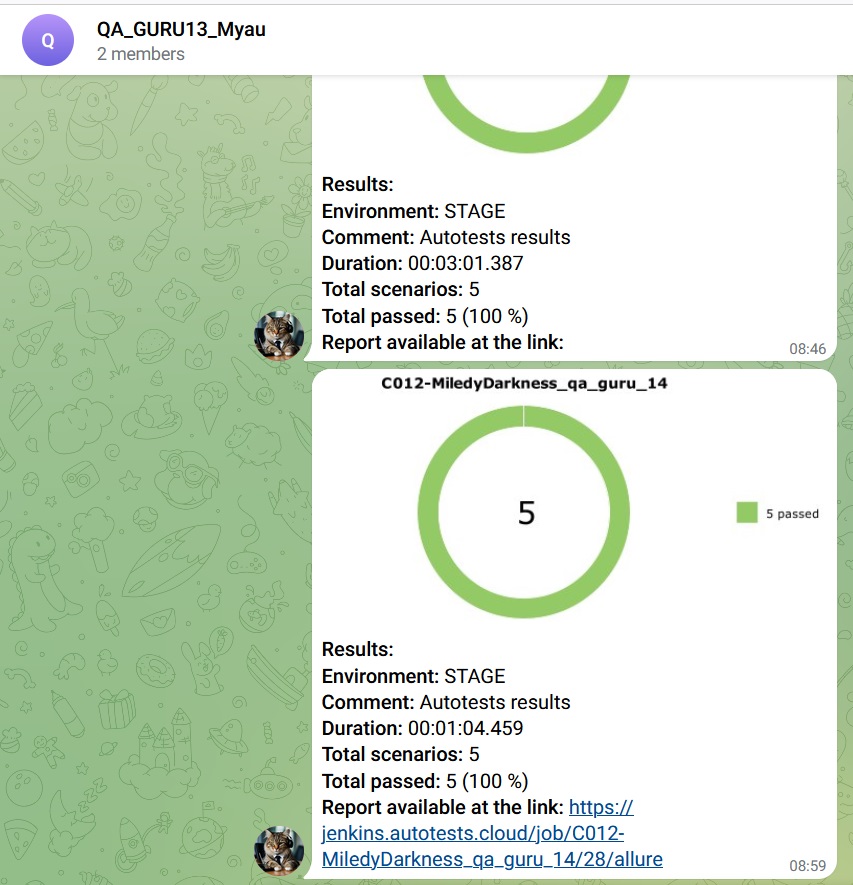 Q
QA_GURU13_Myau
2 members
Results:
Environment: STAGE
Comment: Autotests results
Duration: 00:03:01.387
Total scenarios: 5
Total passed: 5 (100 %)
Report available at the link:
08:46
C012-MiledyDarkness_qa_guru_14
5
5 passed
Results:
Environment: STAGE
Comment: Autotests results
Duration: 00:01:04.459
Total scenarios: 5
Total passed: 5 (100 %)
Report available at the link: https://
jenkins.autotests.cloud/job/C012-
MiledyDarkness_qa_guru_14/28/allure
08:59